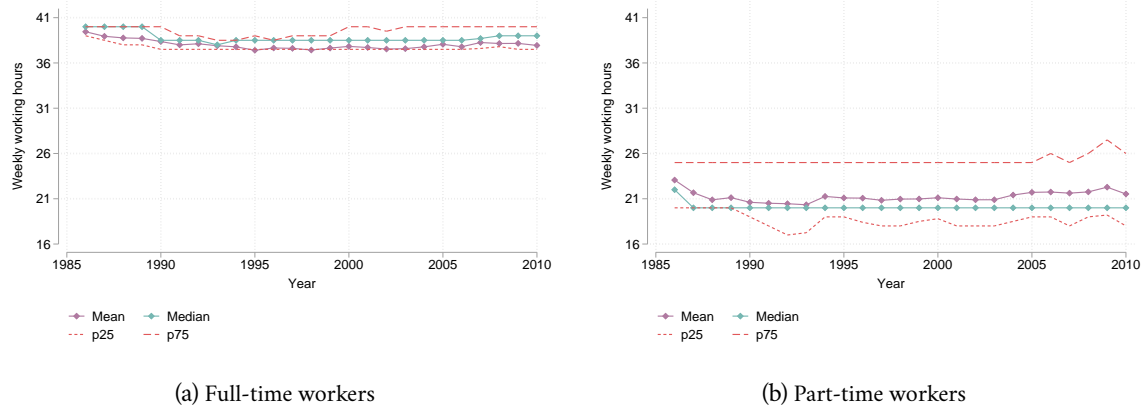 41
36
31
26
21
16
Weekly working hours
1985 1990 1995 2000 2005 2010
Year
Mean Median
p25 p75
(a) Full-time workers
41
36
31
26
21
16
Weekly working hours
1985 1990 1995 2000 2005 2010
Year
Mean Median
p25 p75
(b) Part-time workers